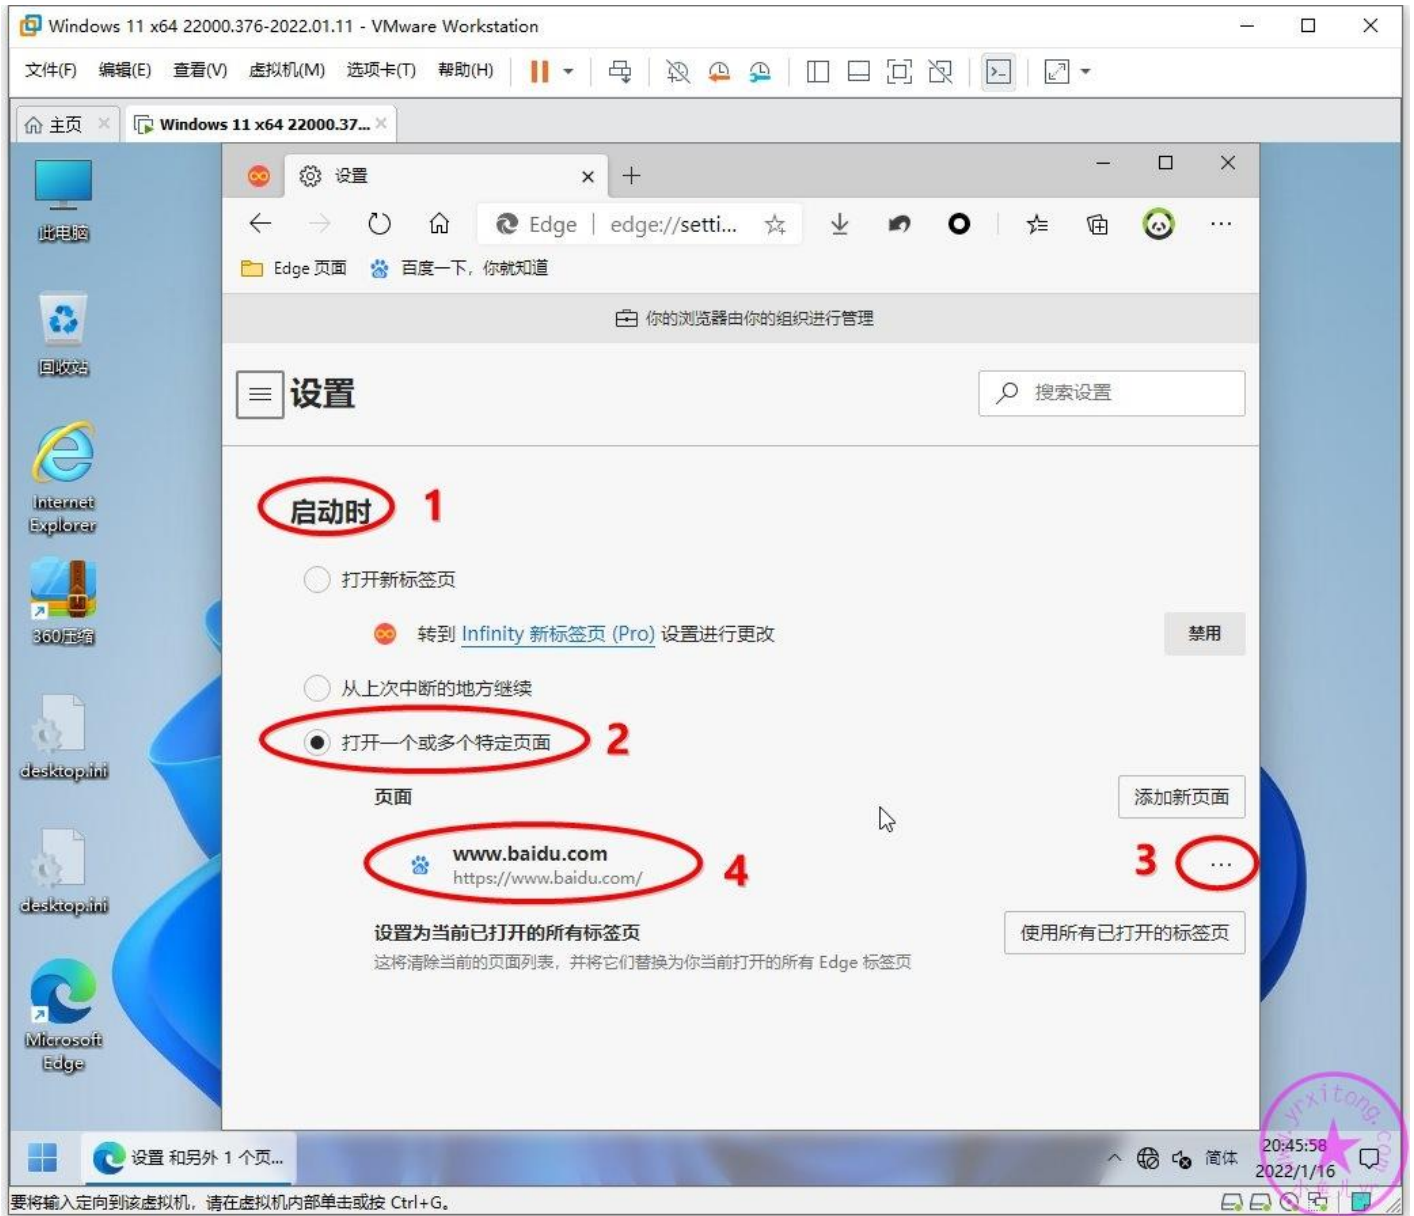 Windows 11 x64 22000.376-2022.01.11 - VMware Workstation
文件(F) 编辑(E) 查看(V) 虚拟机(M) 选项卡(T) 帮助(H)
主页 Windows 11 x64 22000.37...
此电脑
回收站
Internet
Explorer
360压缩
desktop.ini
desktop.ini
Microsoft
Edge
设置
Edge | edge://setti...
Edge 页面 百度一下，你就知道
你的浏览器由你的组织进行管理
设置
搜索设置
启动时 1
打开新标签页
转到 Infinity 新标签页 (Pro) 设置进行更改 禁用
从上次中断的地方继续
打开一个或多个特定页面 2
页面 添加新页面
www.baidu.com
https://www.baidu.com/
4
3 ...
设置为当前已打开的所有标签页 使用所有已打开的标签页
这将清除当前的页面列表，并将它们替换为你当前打开的所有 Edge 标签页
设置 和另外 1 个页...
简体
20:45:58
2022/1/16
www.yrxitong.com
小鱼儿yr
要将输入定向到该虚拟机，请在虚拟机内部单击或按 Ctrl+G。